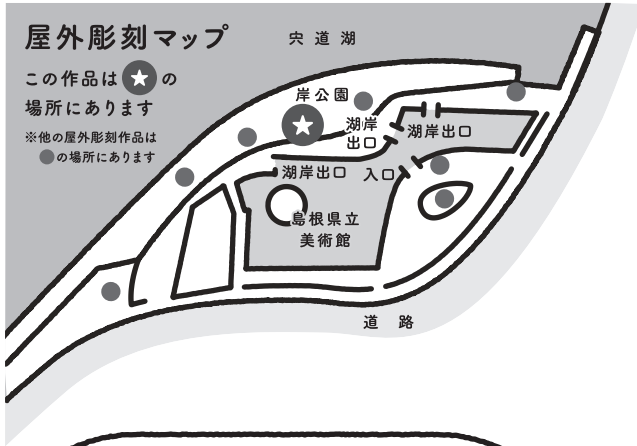 屋外彫刻マップ
この作品は★の
場所にあります
※他の屋外彫刻作品は
●の場所にあります
宍道湖
岸公園
湖岸
出口
湖岸出口
湖岸出口
入口
島根県立
美術館
道 路